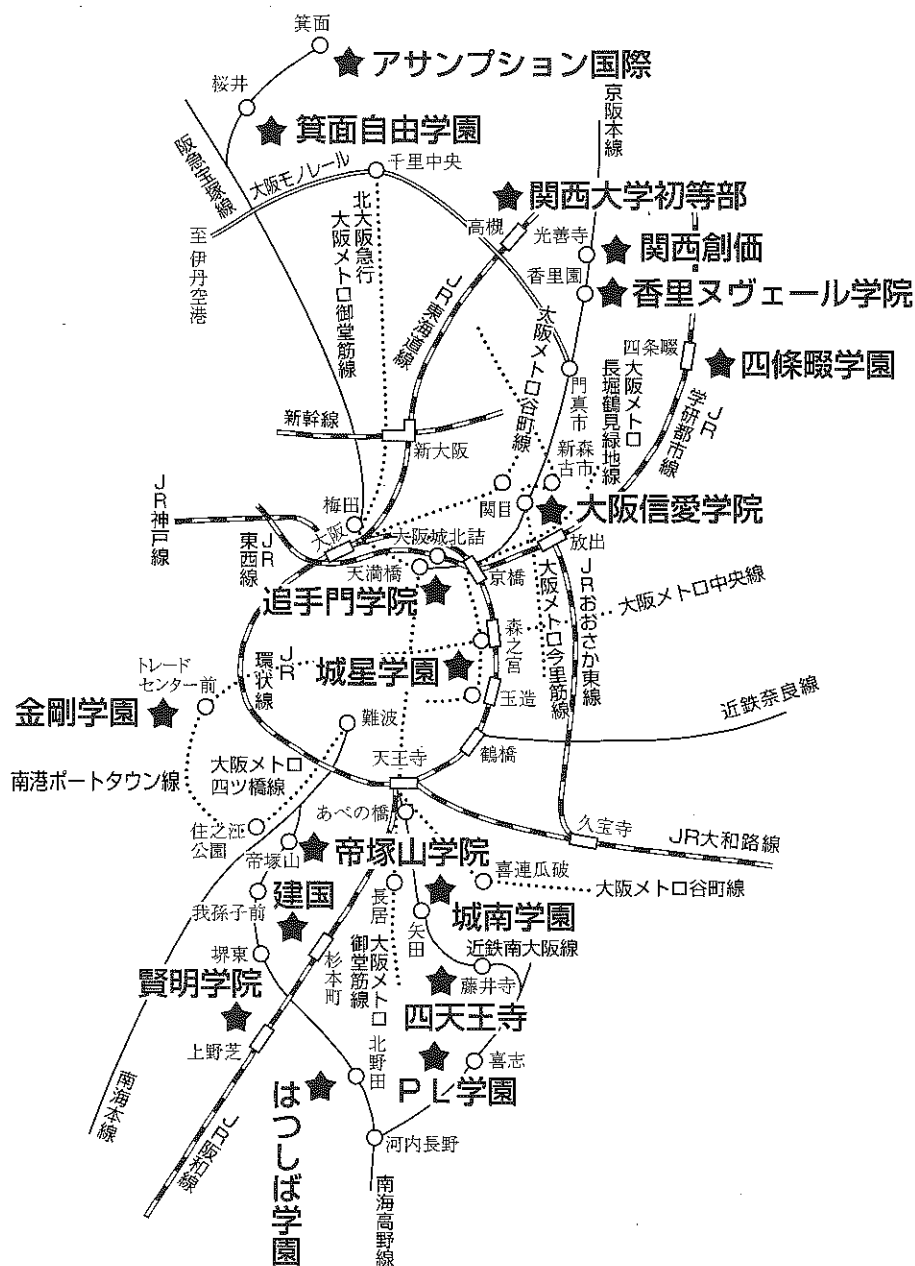 箕面
アサンプション国際
桜井
京阪本線
箕面自由学園
阪急宝塚線
大阪モノレール
千里中央
至伊丹空港
北大阪急行
大阪メトロ御堂筋線
関西大学初等部
高槻
光善寺
関西創価
香里園
香里ヌヴェール学院
JR東海道線
大阪メトロ谷町線
四条畷
四條畷学園
門真市
大阪メトロ
長堀鶴見緑地線
JR
学研都市線
新幹線
新大阪
新森
古市
関目
大阪信愛学院
JR神戸線
JR
東西線
梅田
大阪
大阪城北詰
天満橋
京橋
放出
追手門学院
大阪メトロ今里筋線
JRおおさか東線
大阪メトロ中央線
森之宮
城星学園
JR
環状線
トレード
センター前
金剛学園
玉造
近鉄奈良線
難波
鶴橋
天王寺
南港ポートタウン線
大阪メトロ
四ツ橋線
あべの橋
久宝寺
JR大和路線
住之江
公園
帝塚山
帝塚山学院
喜連瓜破
大阪メトロ谷町線
建国
我孫子前
長居
城南学園
矢田
近鉄南大阪線
堺東
杉本町
大阪メトロ
御堂筋線
藤井寺
賢明学院
四天王寺
上野芝
北野田
喜志
PL学園
はつしば学園
南海本線
JR阪和線
河内長野
南海高野線